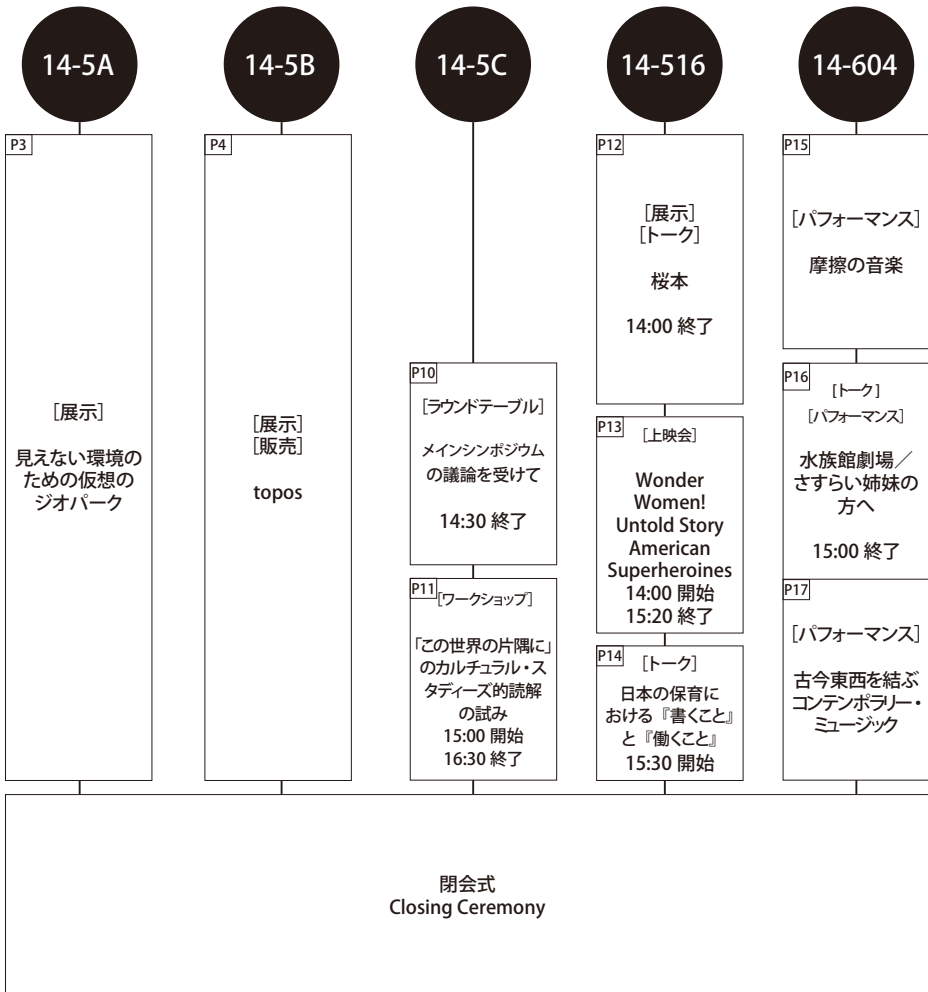 14-5A
14-5B
14-5C
14-516
14-604
P3
［展示］
見えない環境の
ための仮想の
ジオパーク
P4
［展示］
［販売］
topos
P10
［ラウンドテーブル］
メインシンポジウム
の議論を受けて
14:30 終了
P11
［ワークショップ］
「この世界の片隅に」
のカルチュラル・ス
タディーズ的読解
の試み
15:00 開始
16:30 終了
P12
［展示］
［トーク］
桜本
14:00 終了
P13
［上映会］
Wonder
Women!
Untold Story
American
Superheroines
14:00 開始
15:20 終了
P14
［トーク］
日本の保育に
おける『書くこと』
と『働くこと』
15:30 開始
P15
［パフォーマンス］
摩擦の音楽
P16
［トーク］
［パフォーマンス］
水族館劇場／
さすらい姉妹の
方へ
15:00 終了
P17
［パフォーマンス］
古今東西を結ぶ
コンテンポラリー・
ミュージック
閉会式
Closing Ceremony